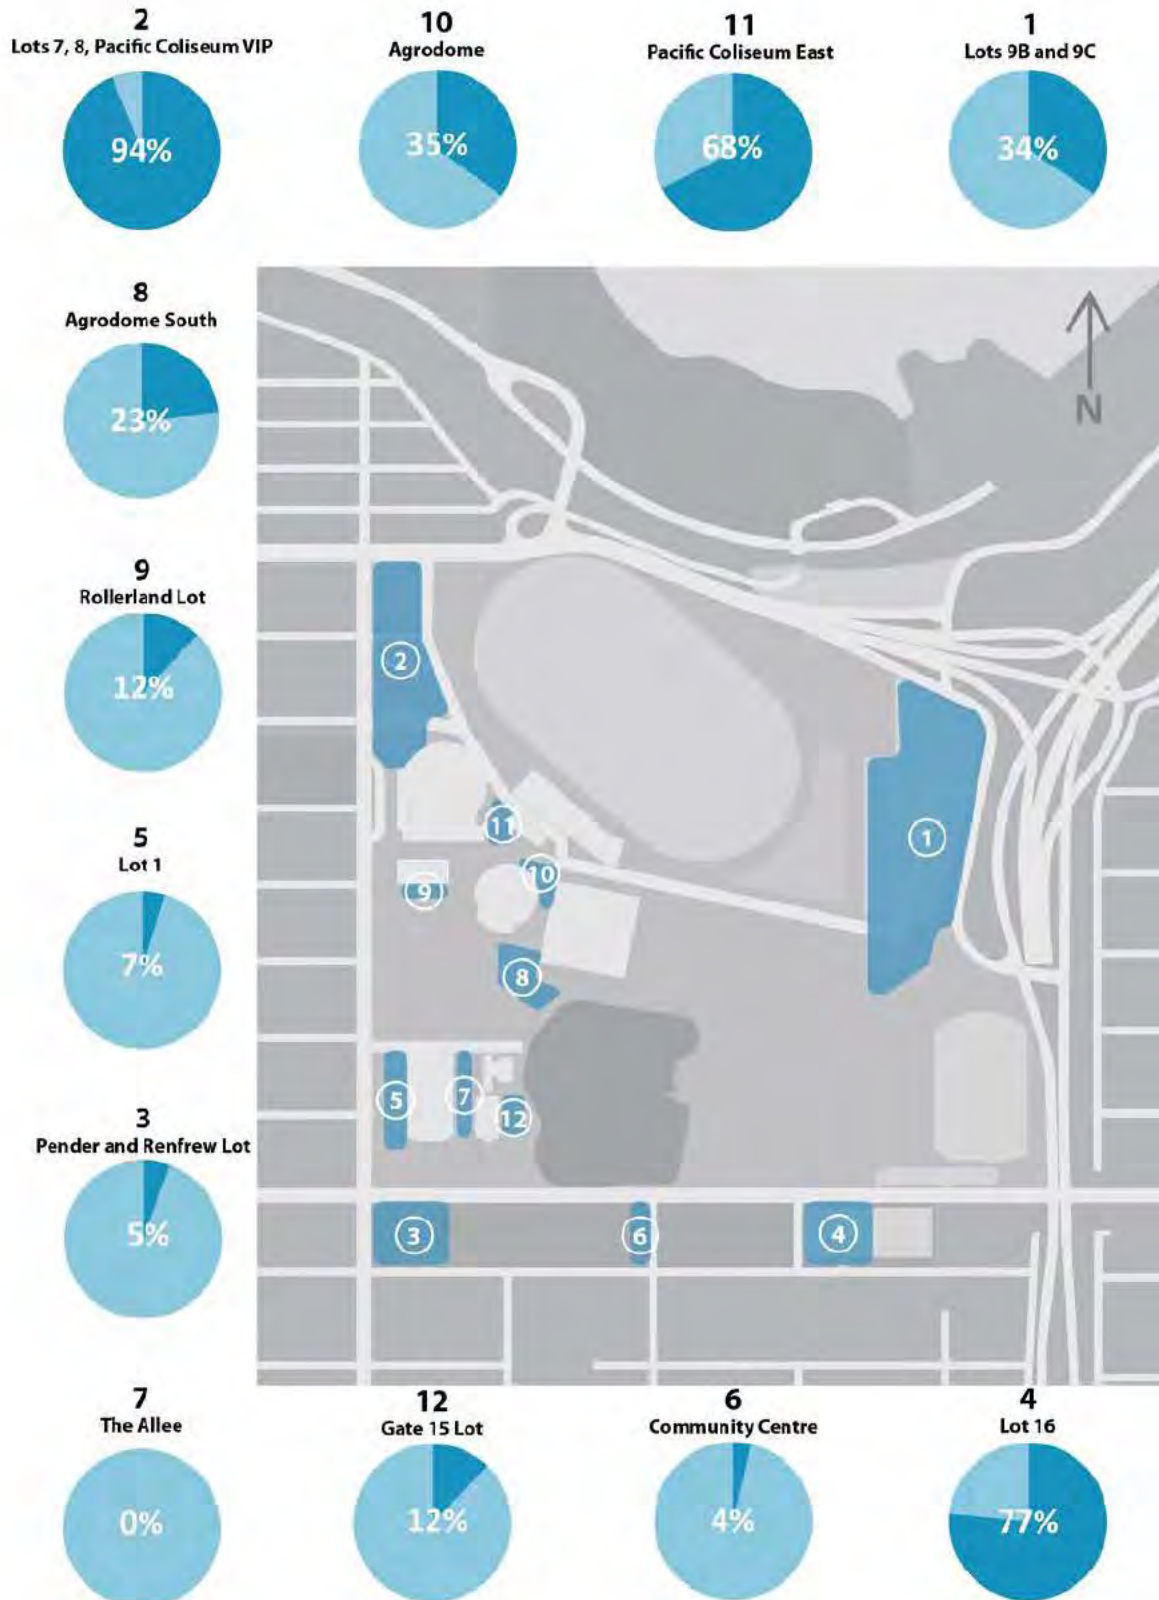 2
Lots 7, 8, Pacific Coliseum VIP
94%
10
Agrodome
35%
11
Pacific Coliseum East
68%
1
Lots 9B and 9C
34%
8
Agrodome South
23%
9
Rollerland Lot
12%
5
Lot 1
7%
3
Pender and Renfrew Lot
5%
N
2
11
1
10
9
8
5
7
12
3
6
4
7
The Allee
0%
12
Gate 15 Lot
12%
6
Community Centre
4%
4
Lot 16
77%